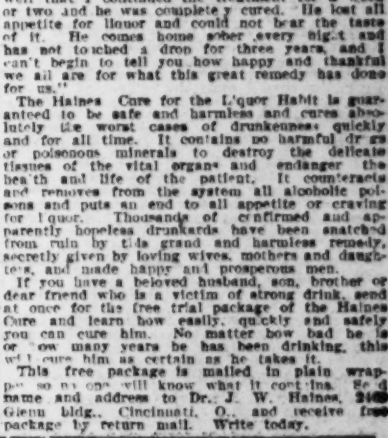 or two and he was completely cured. He lost all
appetite for liquor and could not bear the taste
of it. He comes home sober every night and
has not touched a drop for three years, and I
can't begin to tell you how happy and thankful
we all are for what this great remedy has done
for us."
The Haines Cure for the L'quor Habit is guar-
anteed to be safe and harmless and cures abso-
lutely the worst cases of drunkenness quickly
and for all time. It contains no harmful drugs
or poisonous minerals to destroy the delicate
tissues of the vital organs and endanger the
health and life of the patient. It counteracts
and removes from the system all alcoholic poi-
sons and puts an end to all appetite or craving
for liquor. Thousands of confirmed and ap-
parently hopeless drunkards have been snatched
from ruin by this grand and harmless remedy,
secretly given by loving wives, mothers and daugh-
ters, and made happy and prosperous men.
If you have a beloved husband, son, brother or
dear friend who is a victim of strong drink, send
at once for the free trial package of the Haines
Cure and learn how easily, quickly and safely
you can cure him. No matter how bad he is
or how many years he has been drinking, this
will cure him as certain as he takes it.
This free package is mailed in plain wrap-
per so no one will know what it contains. Send
name and address to Dr. J. W. Haines,
Glenn bldg., Cincinnati, O., and receive free
package by return mail. Write today.